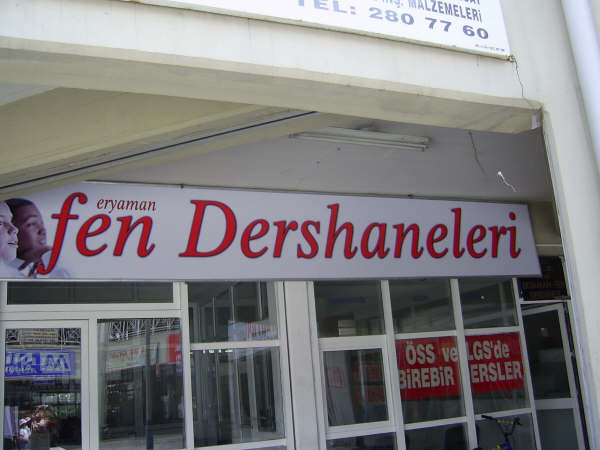 MALZEMELERİ
TEL: 280 77 60
eryaman
fen Dershaneleri
ÖSS ve LGS'de
BİREBİR DERSLER